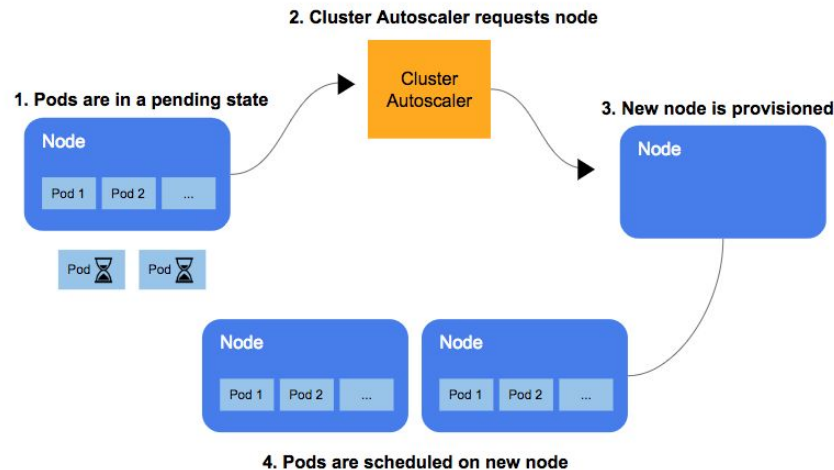 2. Cluster Autoscaler requests node
Cluster
Autoscaler
1. Pods are in a pending state
Node
Pod 1 Pod 2 ...
Pod Pod
3. New node is provisioned
Node
Node
Pod 1 Pod 2 ...
Node
Pod 1 Pod 2 ...
4. Pods are scheduled on new node